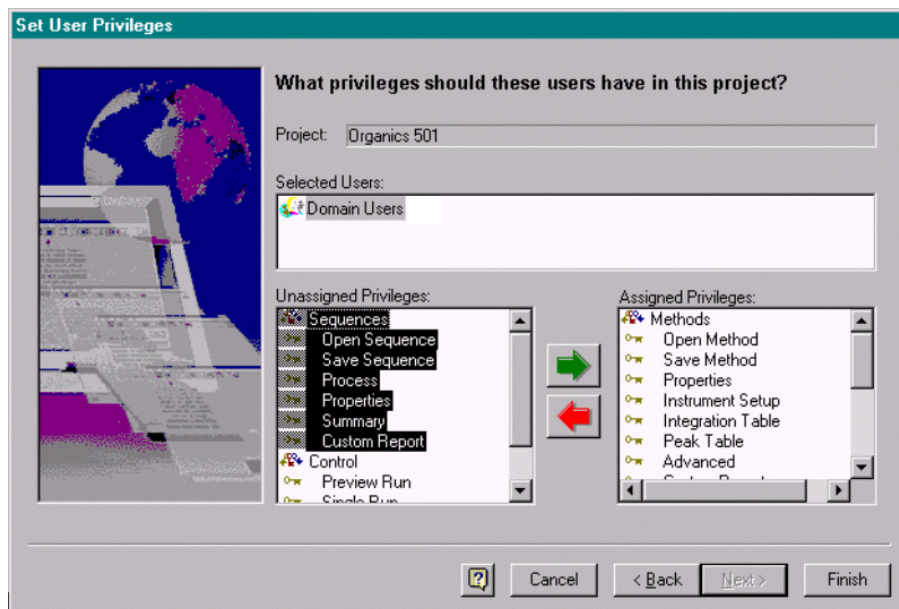 Set User Privileges
What privileges should these users have in this project?
Project: Organics 501
Selected Users:
Domain Users
Unassigned Privileges:
Sequences
Open Sequence
Save Sequence
Process
Properties
Summary
Custom Report
Control
Preview Run
Single Run
Assigned Privileges:
Methods
Open Method
Save Method
Properties
Instrument Setup
Integration Table
Peak Table
Advanced
Cancel
< Back
Next >
Finish